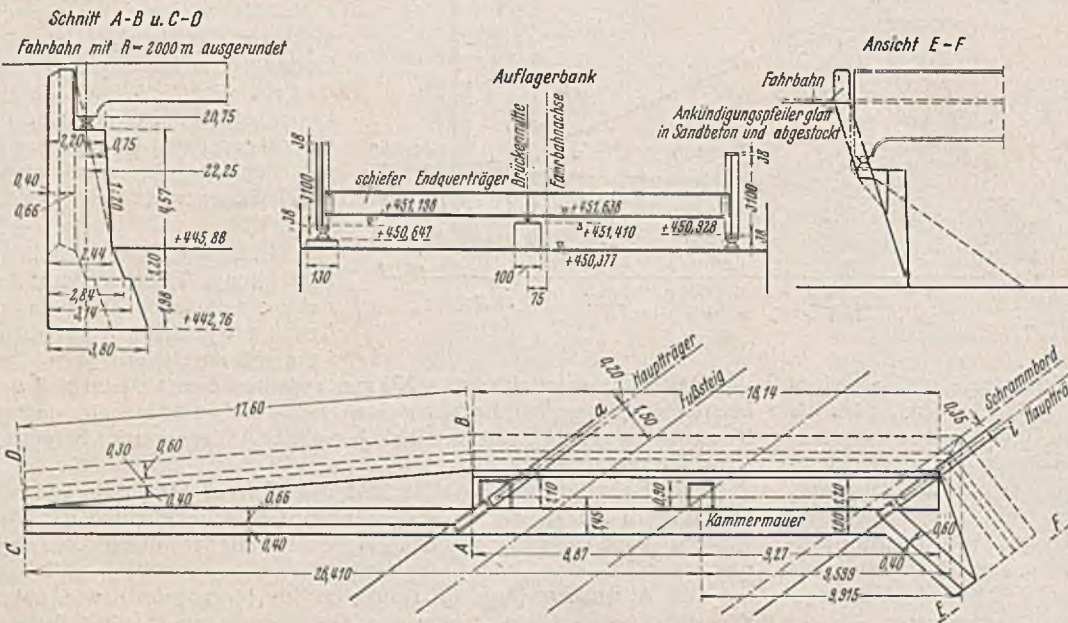 Schnitt A-B u. C-D
Fahrbahn mit R = 2000 m ausgerundet
20,75
2,20
0,75
22,25
0,40
0,66
1:20
4,57
+445,88
2,44
1,20
2,84
3,14
1,88
+442,76
3,80
Auflagerbank
Brückenmitte
Fahrbahnachse
38
38
3100
3100
schiefer Endquerträger
+451,138
+451,638
38
+450,647
+451,410
+450,928
38
+450,377
130
100
75
Ansicht E-F
Fahrbahn
Ankündigungspfeiler glatt
in Sandbeton und abgestockt
17,60
18,14
0,20
Hauptträger
a
1,50
Fußsteig
0,35
Schrammbord
Hauptträ
D
B
0,30
0,60
0,40
0,66
0,40
1,10
0,90
1,20
1,45
Kammermauer
1,00
0,60
C
A
8,87
9,27
0,40
26,410
9,599
9,915
F
E